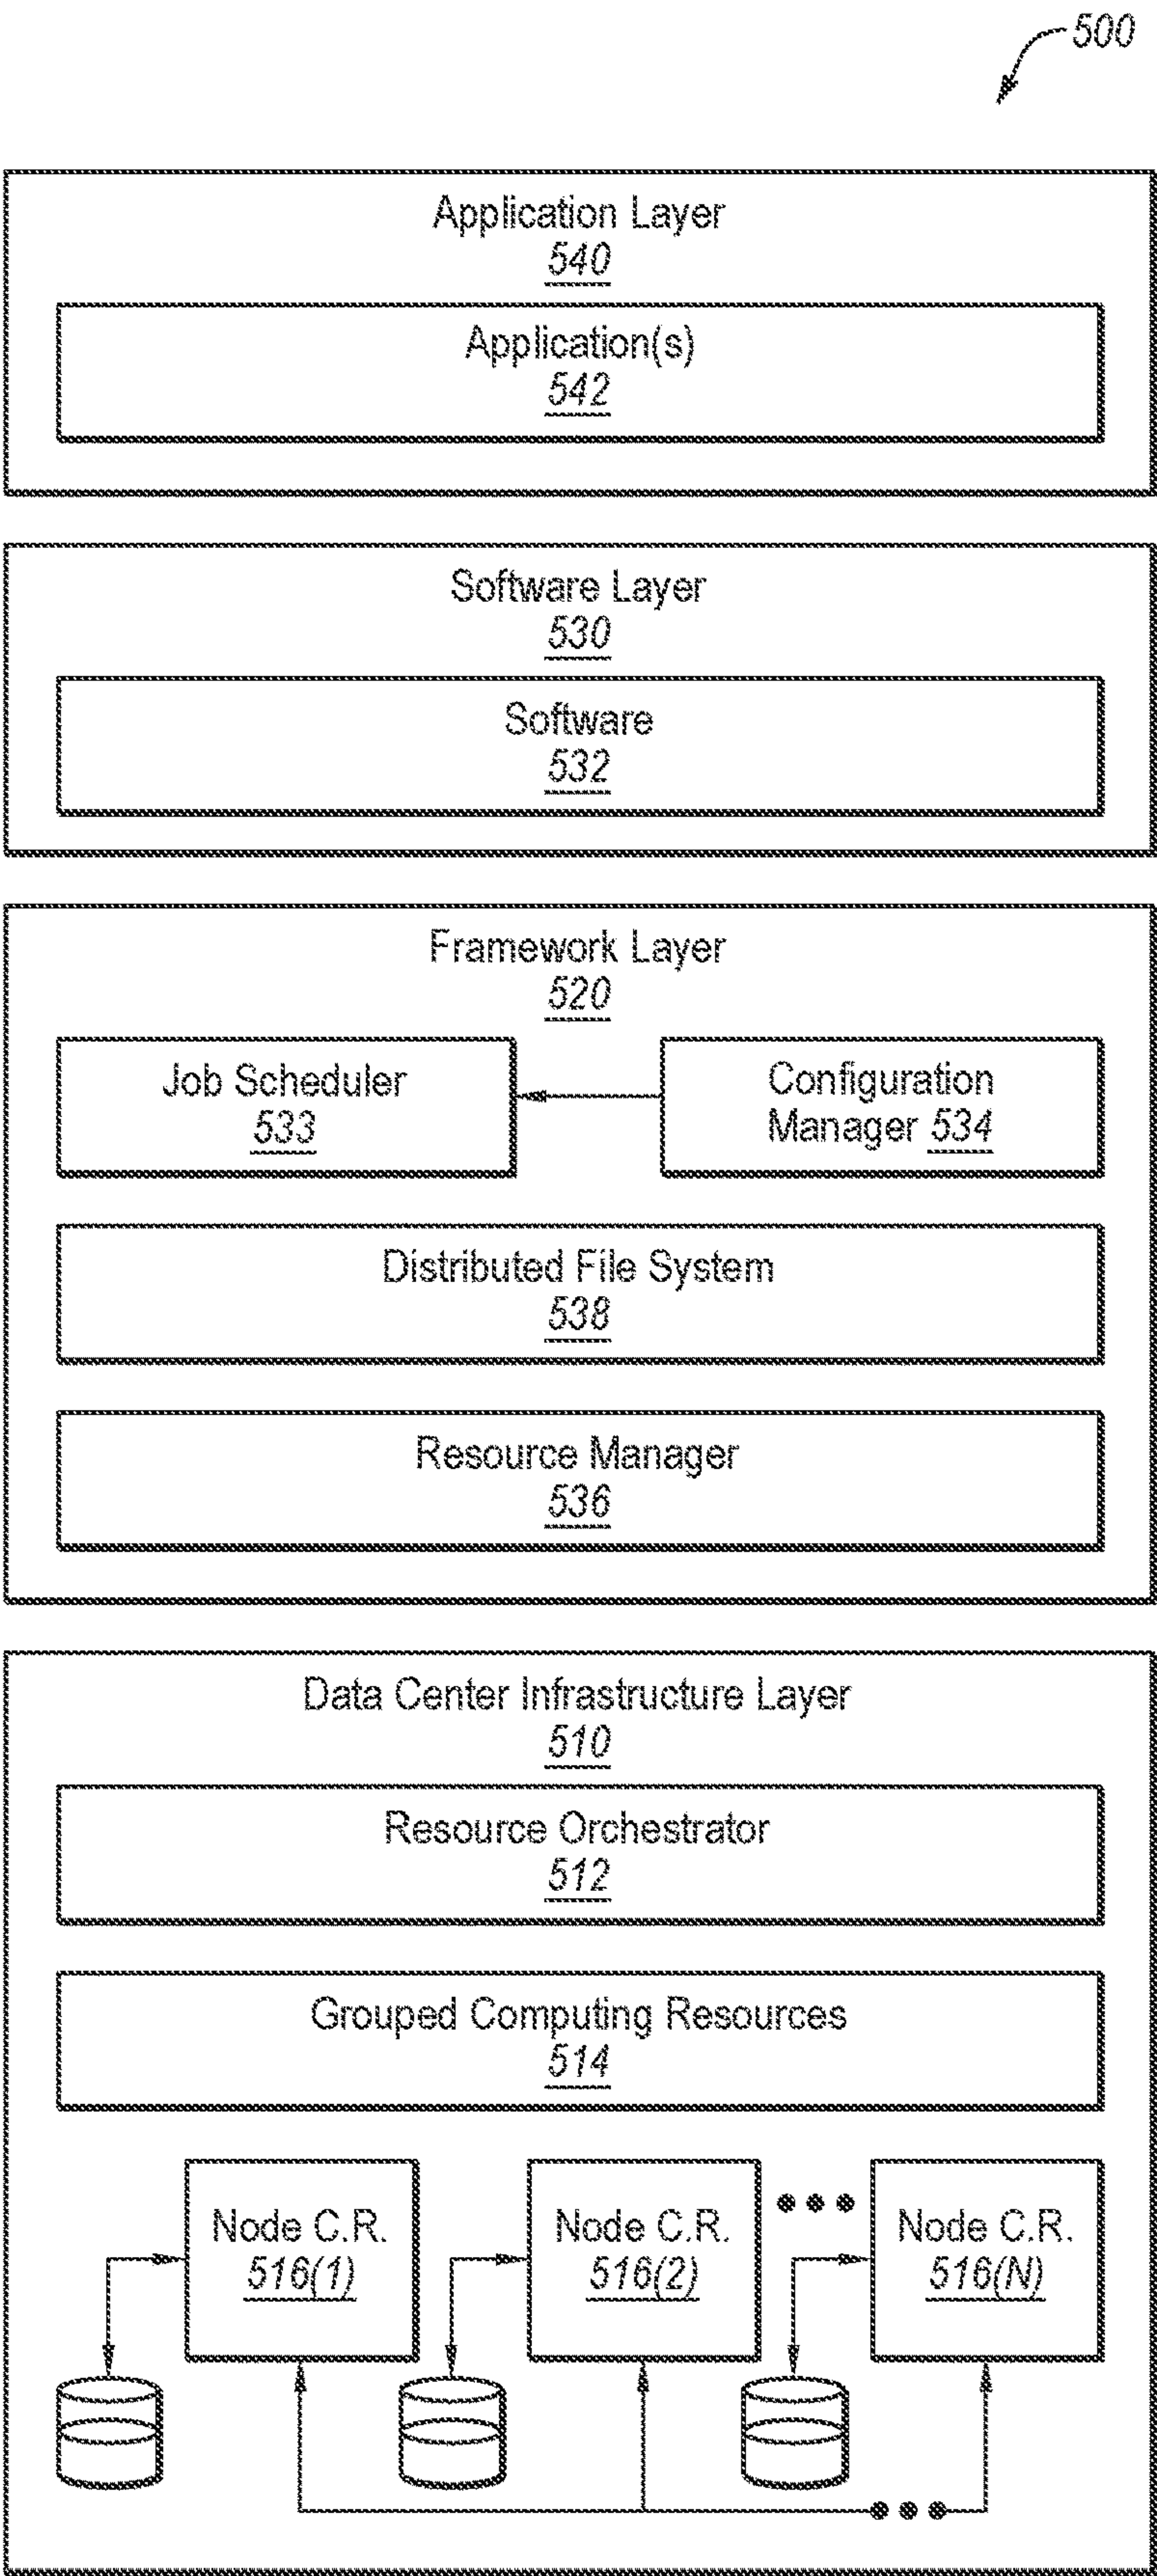 500
Application Layer
540
Application(s)
542
Software Layer
530
Software
532
Framework Layer
520
Job Scheduler
533
Configuration
Manager 534
Distributed File System
538
Resource Manager
536
Data Center Infrastructure Layer
510
Resource Orchestrator
512
Grouped Computing Resources
514
Node C.R.
516(1)
Node C.R.
516(2)
Node C.R.
516(N)